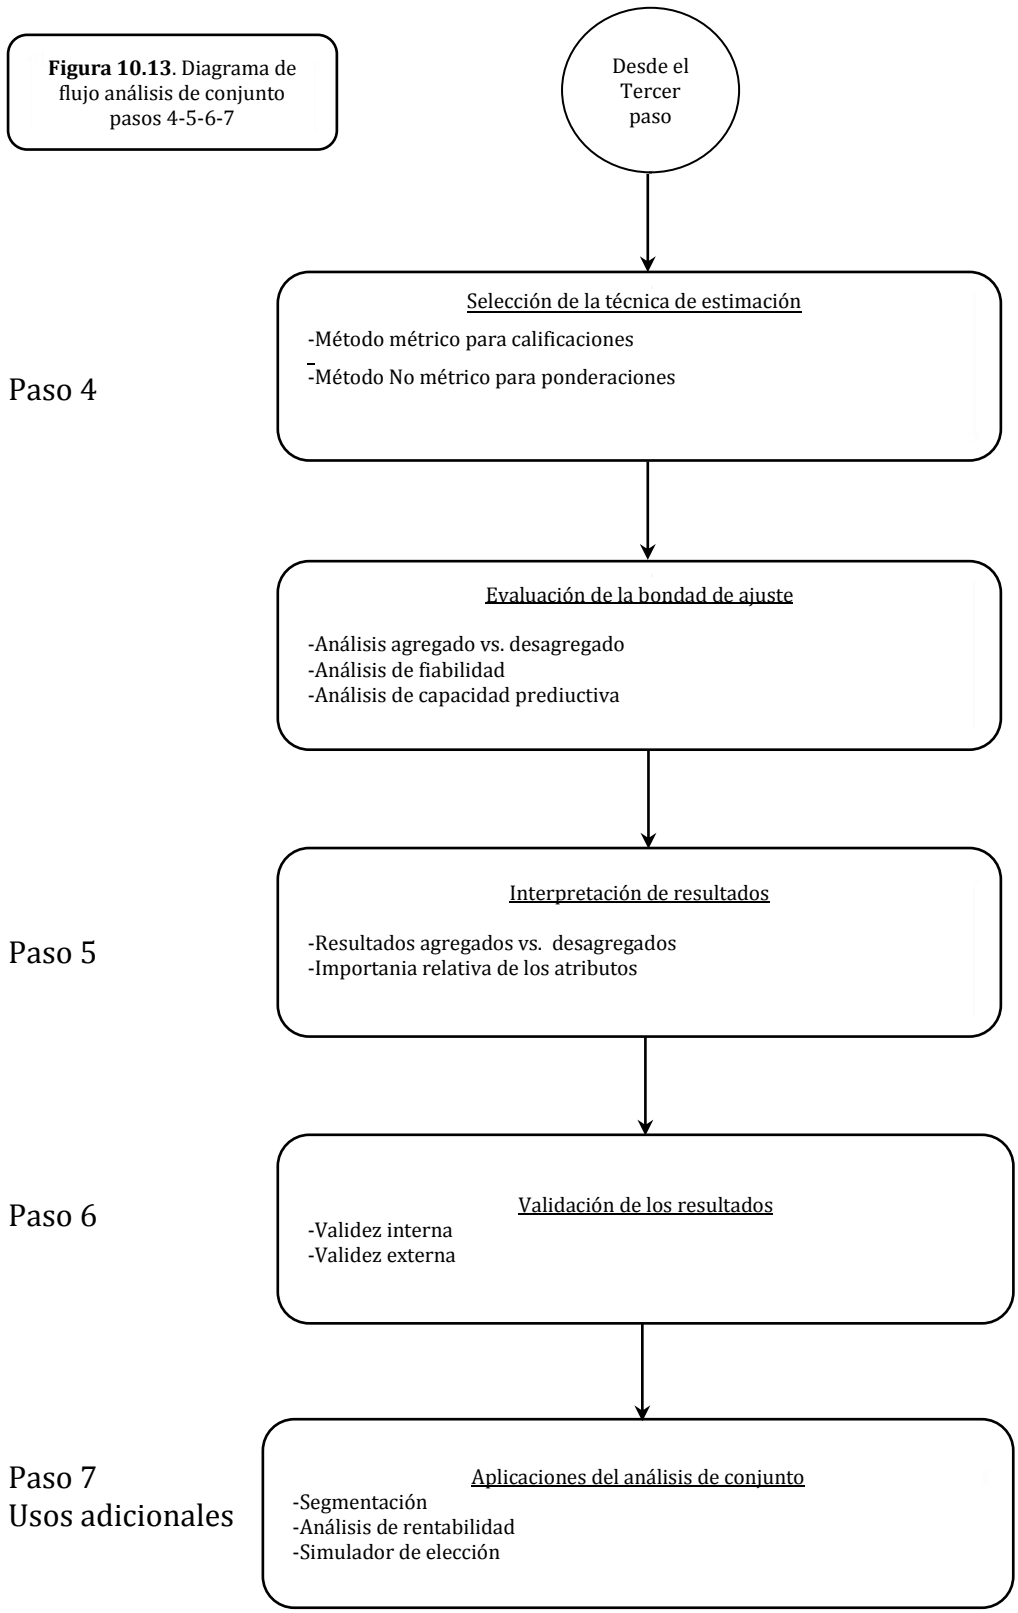 Figura 10.13. Diagrama de
flujo análisis de conjunto
pasos 4-5-6-7
Desde el
Tercer
paso
Paso 4
Selección de la técnica de estimación
-Método métrico para calificaciones
-
-Método No métrico para ponderaciones
Evaluación de la bondad de ajuste
-Análisis agregado vs. desagregado
-Análisis de fiabilidad
-Análisis de capacidad prediuctiva
Paso 5
Interpretación de resultados
-Resultados agregados vs. desagregados
-Importania relativa de los atributos
Paso 6
Validación de los resultados
-Validez interna
-Validez externa
Paso 7
Usos adicionales
Aplicaciones del análisis de conjunto
-Segmentación
-Análisis de rentabilidad
-Simulador de elección